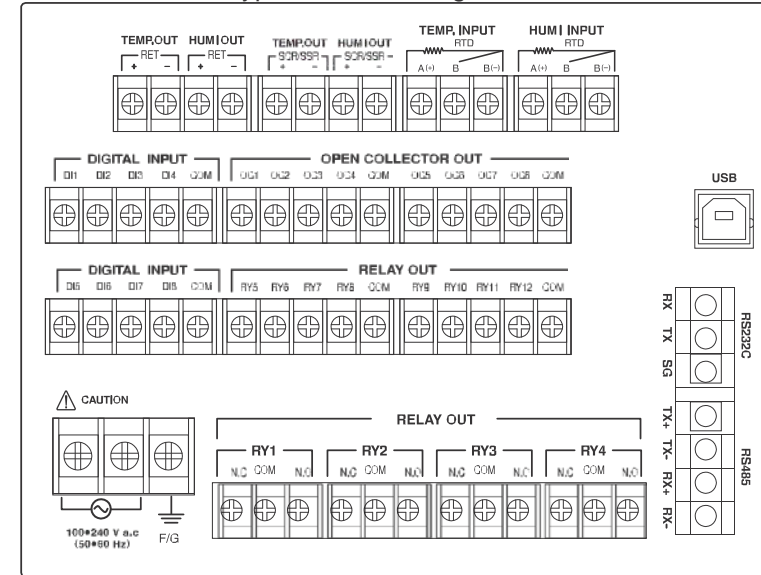 TEMP.OUT HUMIOUT TEMP.OUT HUMIOUT TEMP. INPUT HUMI INPUT
RET RET SCR/SSR SCR/SSR RTD RTD
+ − + − + − + − A(+) B B(−) A(+) B B(−)
DIGITAL INPUT OPEN COLLECTOR OUT
DI1 DI2 DI3 DI4 COM OC1 OC2 OC3 OC4 COM OC5 OC6 OC7 OC8 COM
USB
DIGITAL INPUT RELAY OUT
DI5 DI6 DI7 DI8 COM RY5 RY6 RY7 RY8 COM RY9 RY10 RY11 RY12 COM
RX
TX
SG
RS232C
TX+
TX-
RX+
RX-
RS485
CAUTION
RELAY OUT
RY1 RY2 RY3 RY4
N.C COM N.O N.C COM N.O N.C COM N.O N.C COM N.O
100•240 V a.c
(50•60 Hz)
F/G